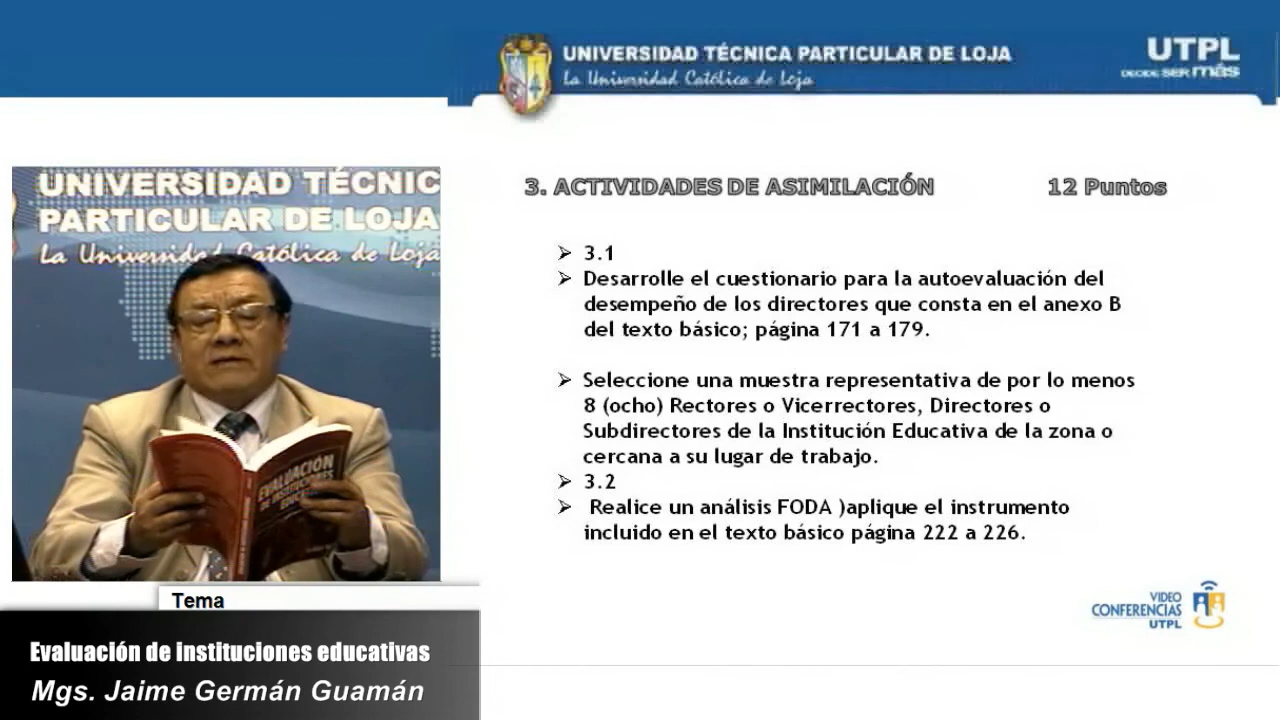 UNIVERSIDAD TÉCNICA PARTICULAR DE LOJA
La Universidad Católica de Loja
UTPL
DECIDE SER más
UNIVERSIDAD TÉCNIC
PARTICULAR DE LOJA
La Universidad Católica de Loja
EVALUACIÓN
DE INSTITUCIONES
3. ACTIVIDADES DE ASIMILACIÓN 12 Puntos
3.1
Desarrolle el cuestionario para la autoevaluación del
desempeño de los directores que consta en el anexo B
del texto básico; página 171 a 179.
Seleccione una muestra representativa de por lo menos
8 (ocho) Rectores o Vicerrectores, Directores o
Subdirectores de la Institución Educativa de la zona o
cercana a su lugar de trabajo.
3.2
Realice un análisis FODA )aplique el instrumento
incluido en el texto básico página 222 a 226.
VIDEO
CONFERENCIAS
UTPL
Tema
Evaluación de instituciones educativas
Mgs. Jaime Germán Guamán